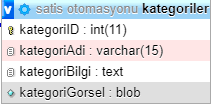 v satis otomasyonu kategoriler
kategoriID : int(11)
kategoriAdi : varchar(15)
kategoriBilgi : text
kategoriGorsel : blob